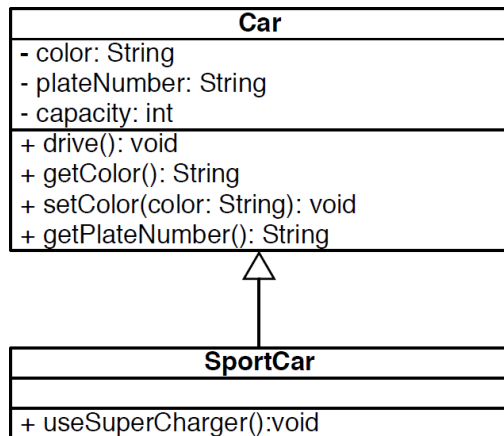 Car
- color: String
- plateNumber: String
- capacity: int
+ drive(): void
+ getColor(): String
+ setColor(color: String): void
+ getPlateNumber(): String
SportCar
+ useSuperCharger():void